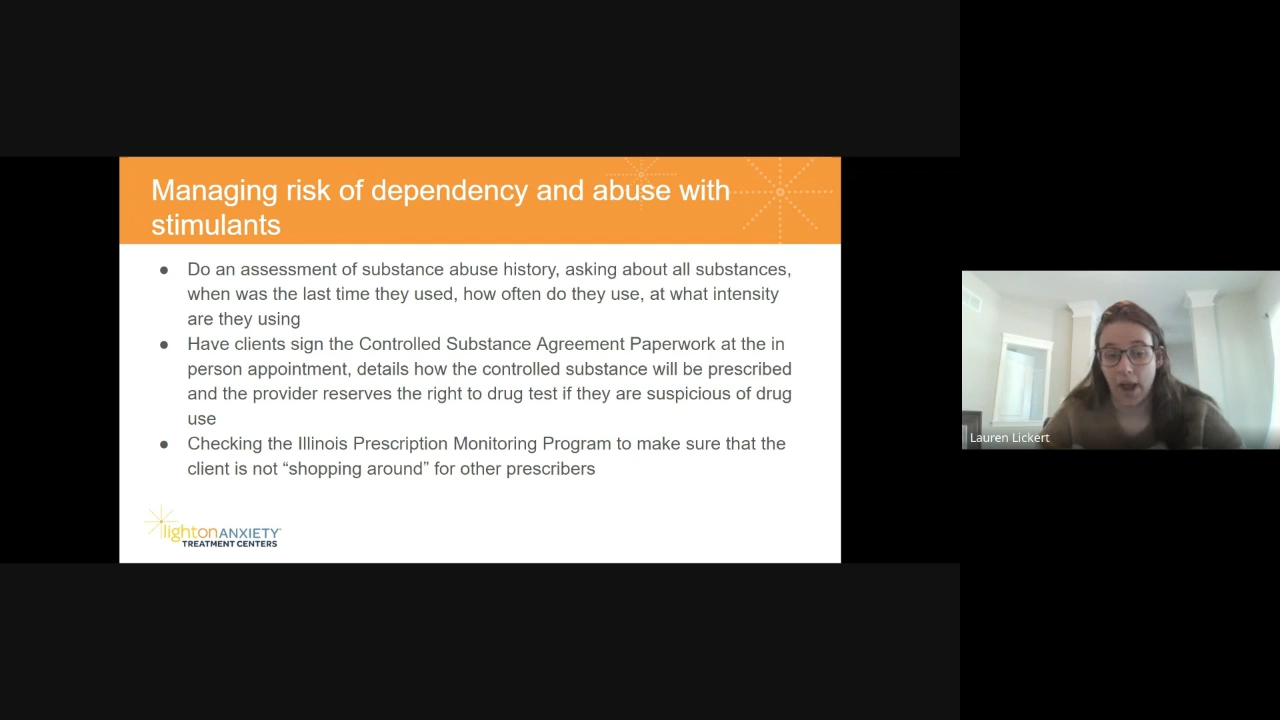 Managing risk of dependency and abuse with
stimulants
● Do an assessment of substance abuse history, asking about all substances,
when was the last time they used, how often do they use, at what intensity
are they using
● Have clients sign the Controlled Substance Agreement Paperwork at the in
person appointment, details how the controlled substance will be prescribed
and the provider reserves the right to drug test if they are suspicious of drug
use
● Checking the Illinois Prescription Monitoring Program to make sure that the
client is not “shopping around” for other prescribers
lightonANXIETY
TREATMENT CENTERS
Lauren Lickert